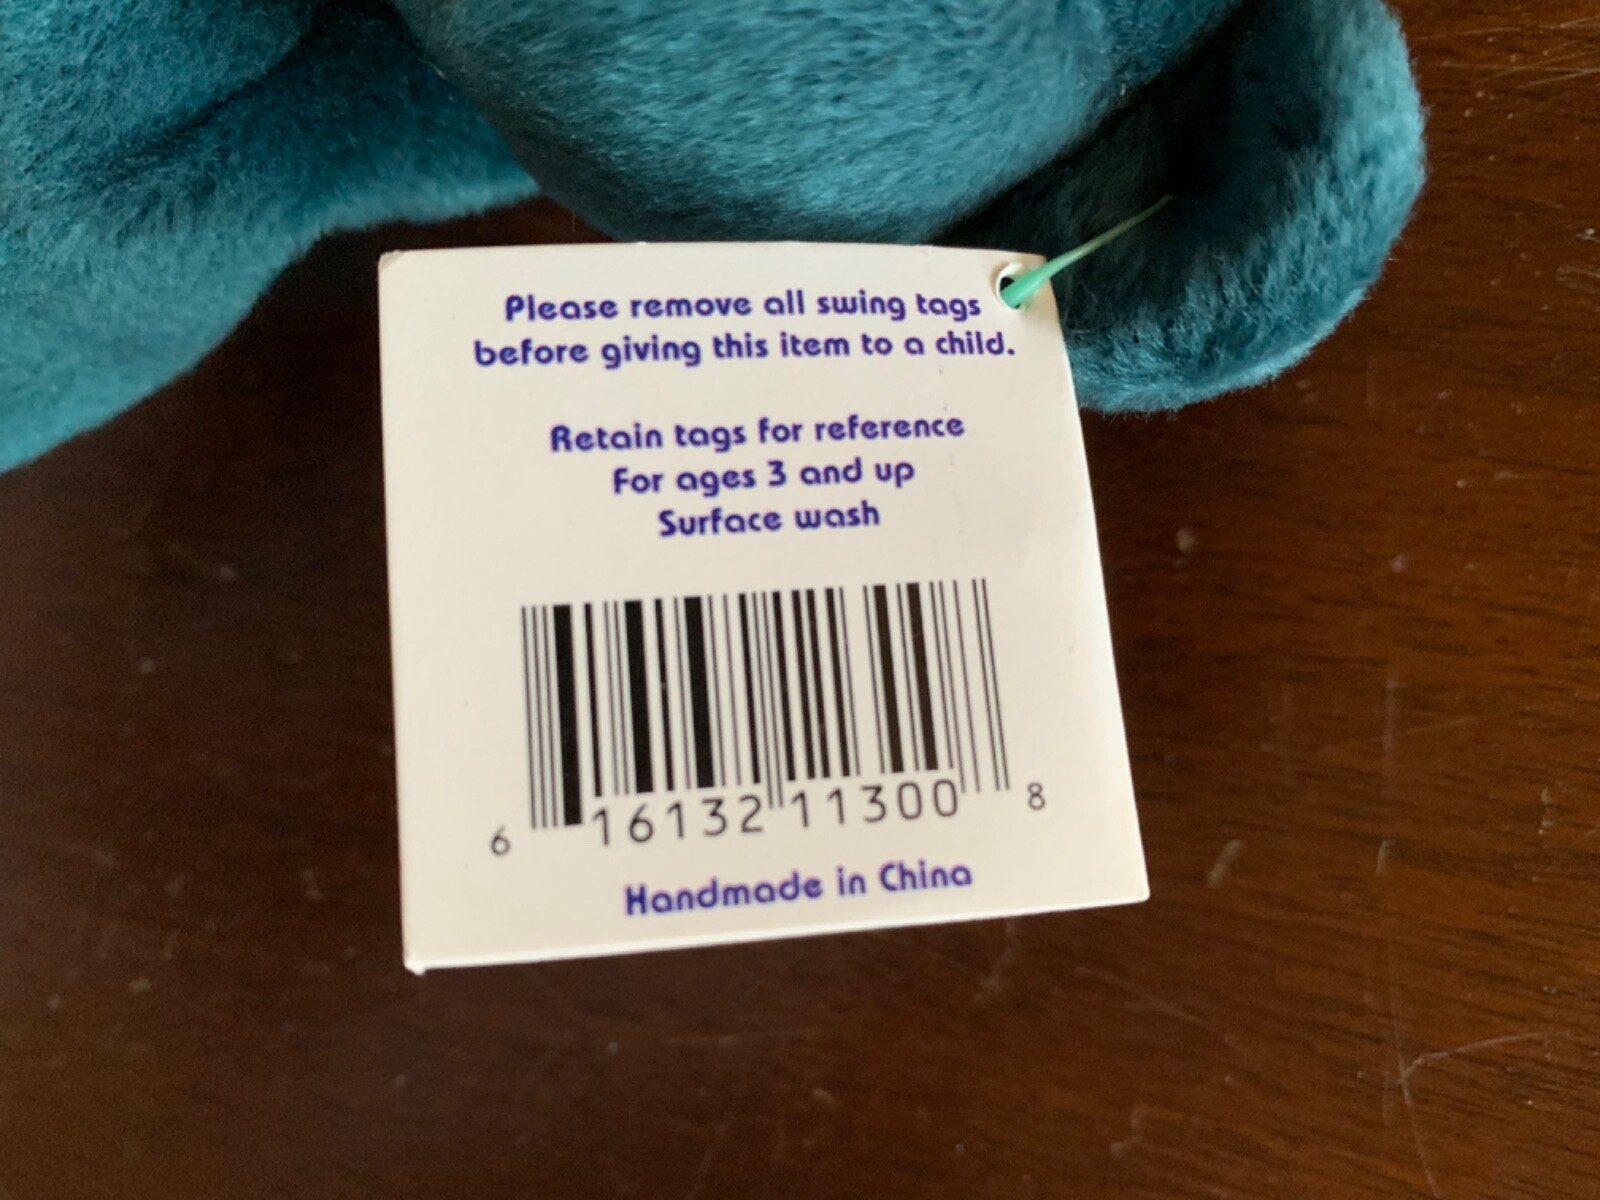 Please remove all swing tags
before giving this item to a child.
Retain tags for reference
For ages 3 and up
Surface wash
6 16132 11300 8
Handmade in China